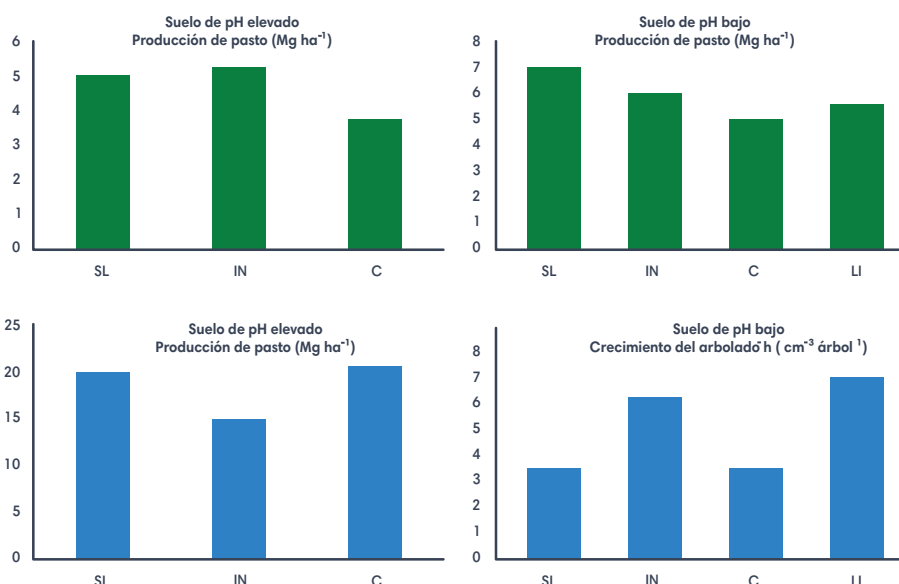 Suelo de pH elevado
Producción de pasto (Mg ha⁻¹)
6
5
4
3
2
1
0
SL IN C
Suelo de pH bajo
Producción de pasto (Mg ha⁻¹)
8
7
6
5
4
3
2
1
0
SL IN C LI
Suelo de pH elevado
Producción de pasto (Mg ha⁻¹)
25
20
15
10
5
0
SL IN C
Suelo de pH bajo
Crecimiento del arbolado⁻h ( cm⁻³ árbol ¹)
8
7
6
5
4
3
2
1
0
SL IN C LI